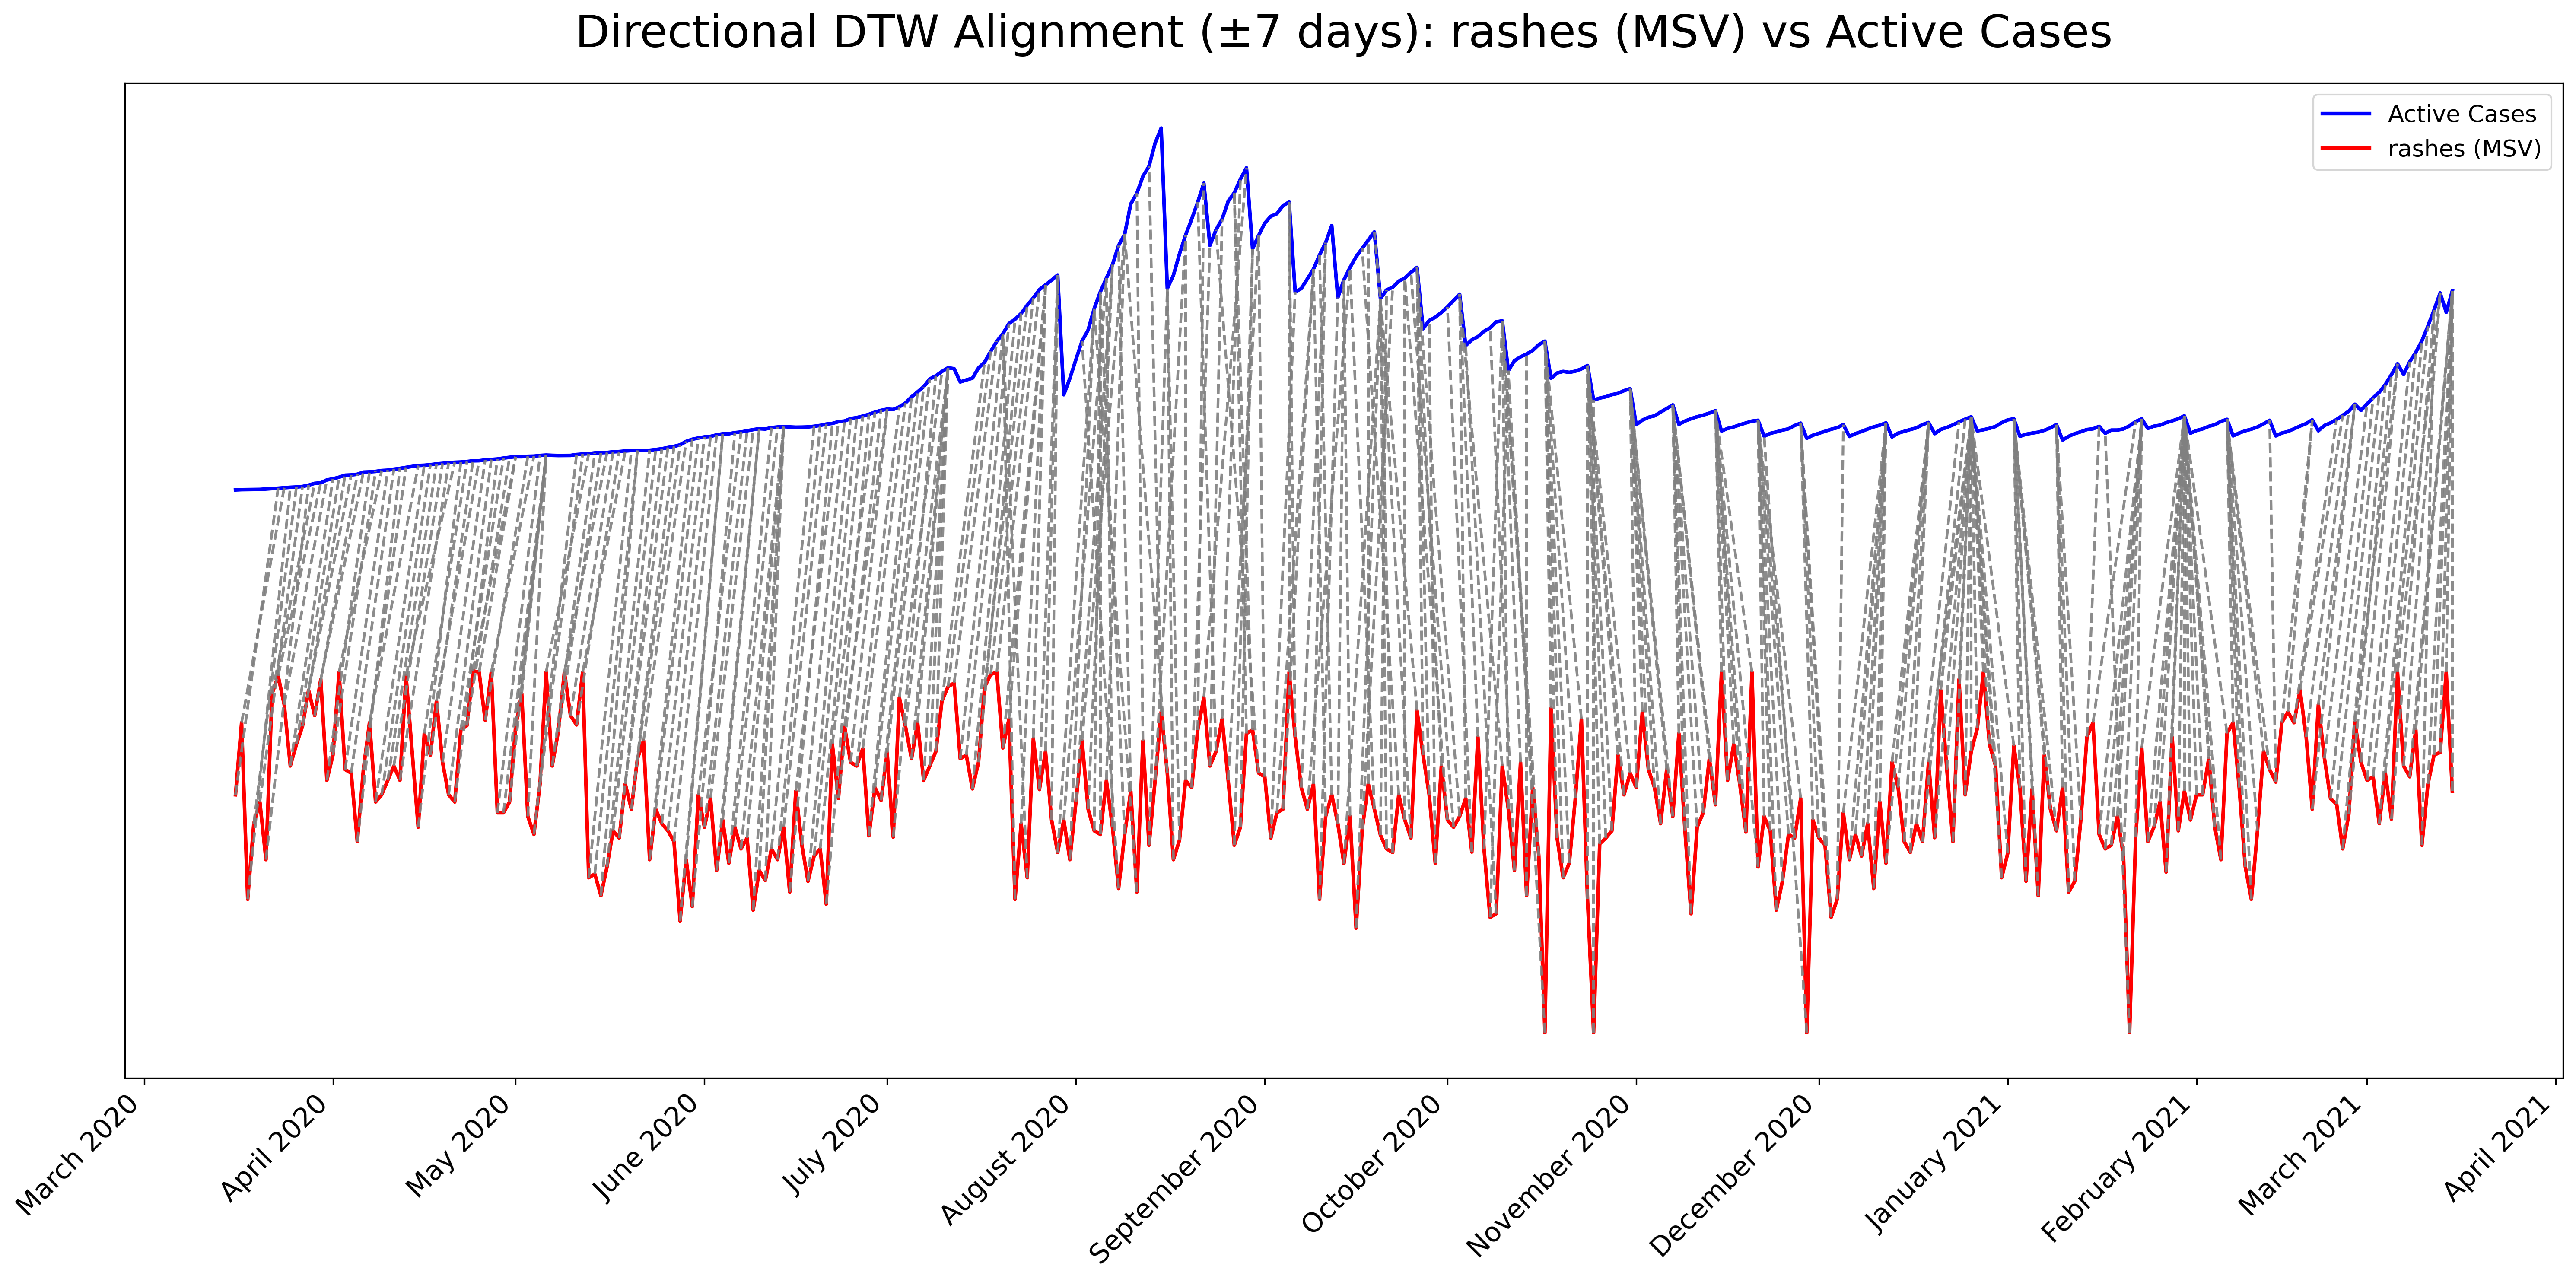 Directional DTW Alignment (±7 days): rashes (MSV) vs Active Cases
Active Cases
rashes (MSV)
March 2020
April 2020
May 2020
June 2020
July 2020
August 2020
September 2020
October 2020
November 2020
December 2020
January 2021
February 2021
March 2021
April 2021